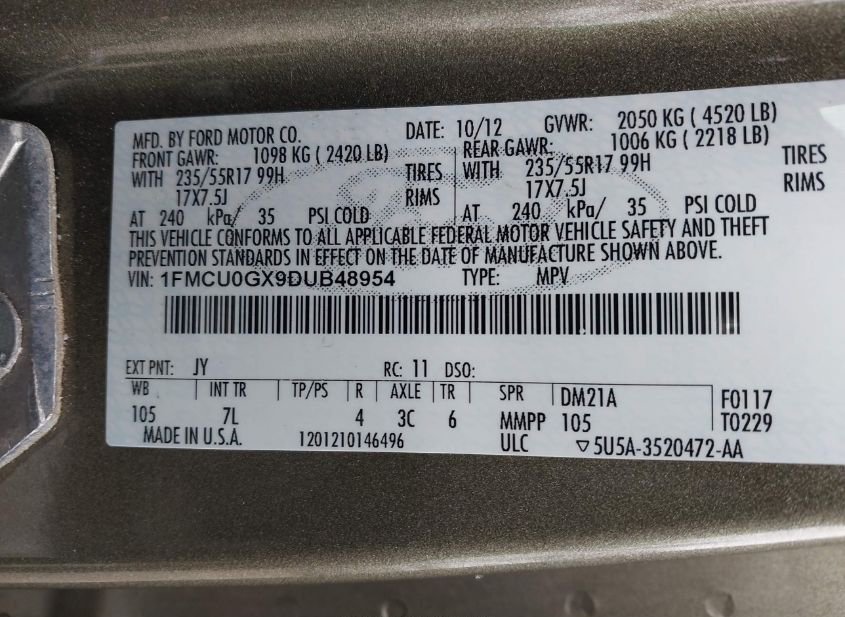 MFD. BY FORD MOTOR CO. DATE: 10/12 GVWR: 2050 KG ( 4520 LB)
FRONT GAWR: 1098 KG ( 2420 LB) REAR GAWR: 1006 KG ( 2218 LB)
WITH 235/55R17 99H TIRES WITH 235/55R17 99H TIRES
17X7.5J RIMS 17X7.5J RIMS
AT 240 kPa/ 35 PSI COLD AT 240 kPa/ 35 PSI COLD
THIS VEHICLE CONFORMS TO ALL APPLICABLE FEDERAL MOTOR VEHICLE SAFETY AND THEFT
PREVENTION STANDARDS IN EFFECT ON THE DATE OF MANUFACTURE SHOWN ABOVE.
VIN: 1FMCU0GX9DUB48954 TYPE: MPV
EXT PNT: JY RC: 11 DSO:
WB INT TR TP/PS R AXLE TR SPR DM21A F0117
105 7L 4 3C 6 MMPP 105 T0229
MADE IN U.S.A. 1201210146496 ULC ▽5U5A-3520472-AA